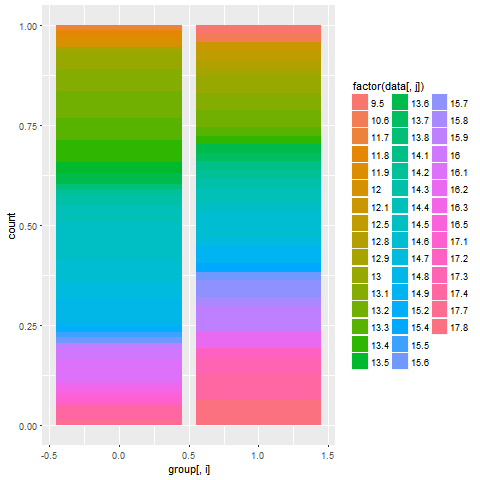 1.00
0.75
0.50
0.25
0.00
count
-0.5 0.0 0.5 1.0 1.5
group[, i]
factor(data[, j])
9.5 13.6 15.7
10.6 13.7 15.8
11.7 13.8 15.9
11.8 14.1 16
11.9 14.2 16.1
12 14.3 16.2
12.1 14.4 16.3
12.5 14.5 16.5
12.8 14.6 17.1
12.9 14.7 17.2
13 14.8 17.3
13.1 14.9 17.4
13.2 15.2 17.7
13.3 15.4 17.8
13.4 15.5
13.5 15.6